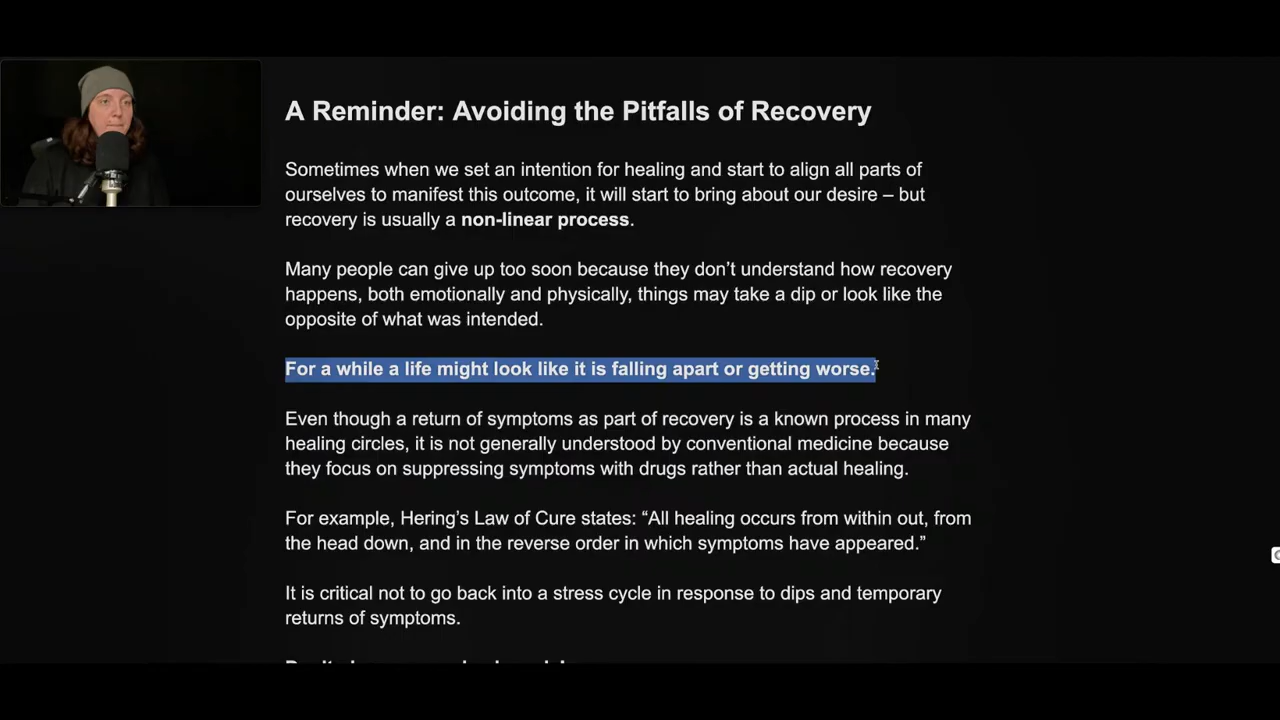 A Reminder: Avoiding the Pitfalls of Recovery
Sometimes when we set an intention for healing and start to align all parts of
ourselves to manifest this outcome, it will start to bring about our desire – but
recovery is usually a non-linear process.
Many people can give up too soon because they don’t understand how recovery
happens, both emotionally and physically, things may take a dip or look like the
opposite of what was intended.
For a while a life might look like it is falling apart or getting worse.
Even though a return of symptoms as part of recovery is a known process in many
healing circles, it is not generally understood by conventional medicine because
they focus on suppressing symptoms with drugs rather than actual healing.
For example, Hering’s Law of Cure states: “All healing occurs from within out, from
the head down, and in the reverse order in which symptoms have appeared.”
It is critical not to go back into a stress cycle in response to dips and temporary
returns of symptoms.